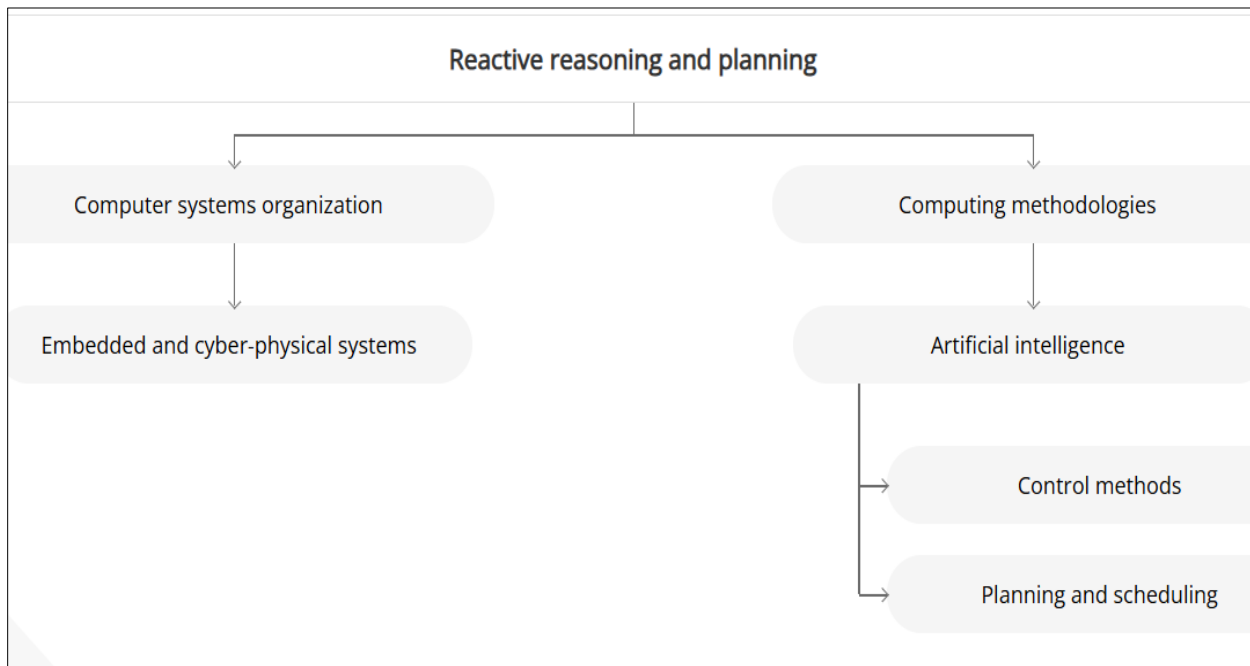 Reactive reasoning and planning
Computer systems organization
Computing methodologies
Embedded and cyber-physical systems
Artificial intelligence
Control methods
Planning and scheduling